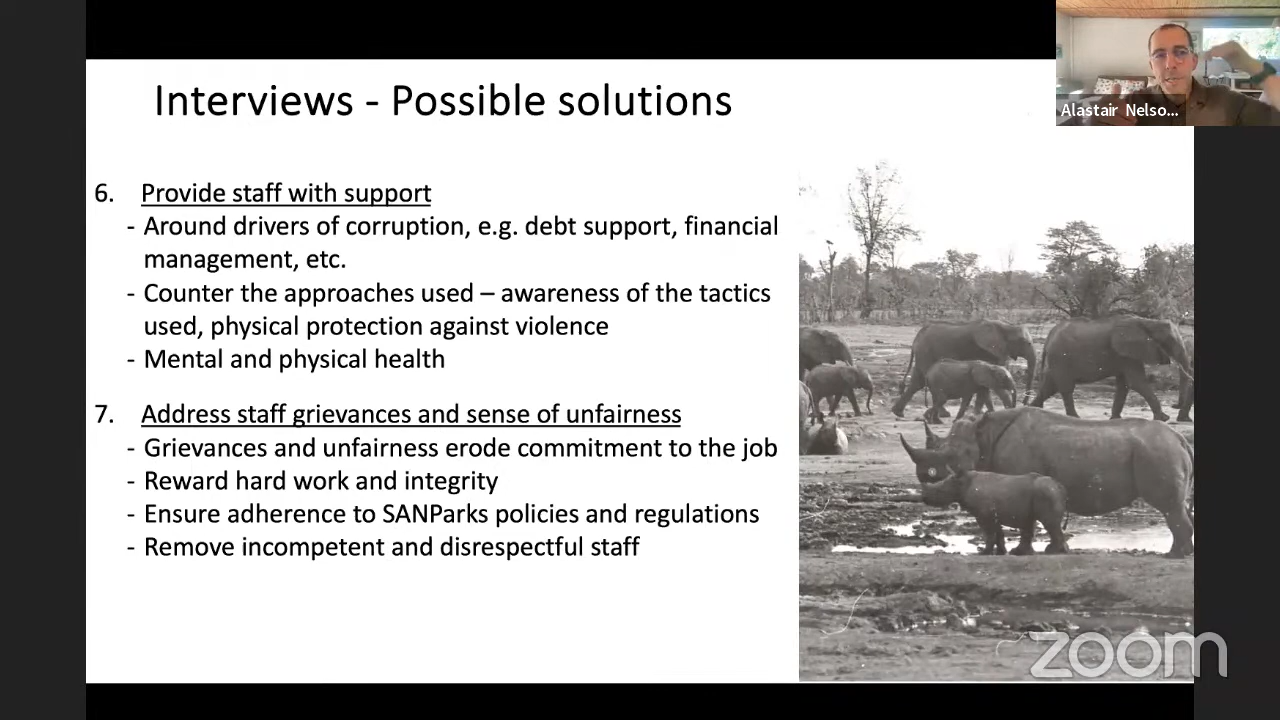 Interviews - Possible solutions
Alastair Nelso...
6. Provide staff with support
- Around drivers of corruption, e.g. debt support, financial
management, etc.
- Counter the approaches used – awareness of the tactics
used, physical protection against violence
- Mental and physical health
7. Address staff grievances and sense of unfairness
- Grievances and unfairness erode commitment to the job
- Reward hard work and integrity
- Ensure adherence to SANParks policies and regulations
- Remove incompetent and disrespectful staff
zoom